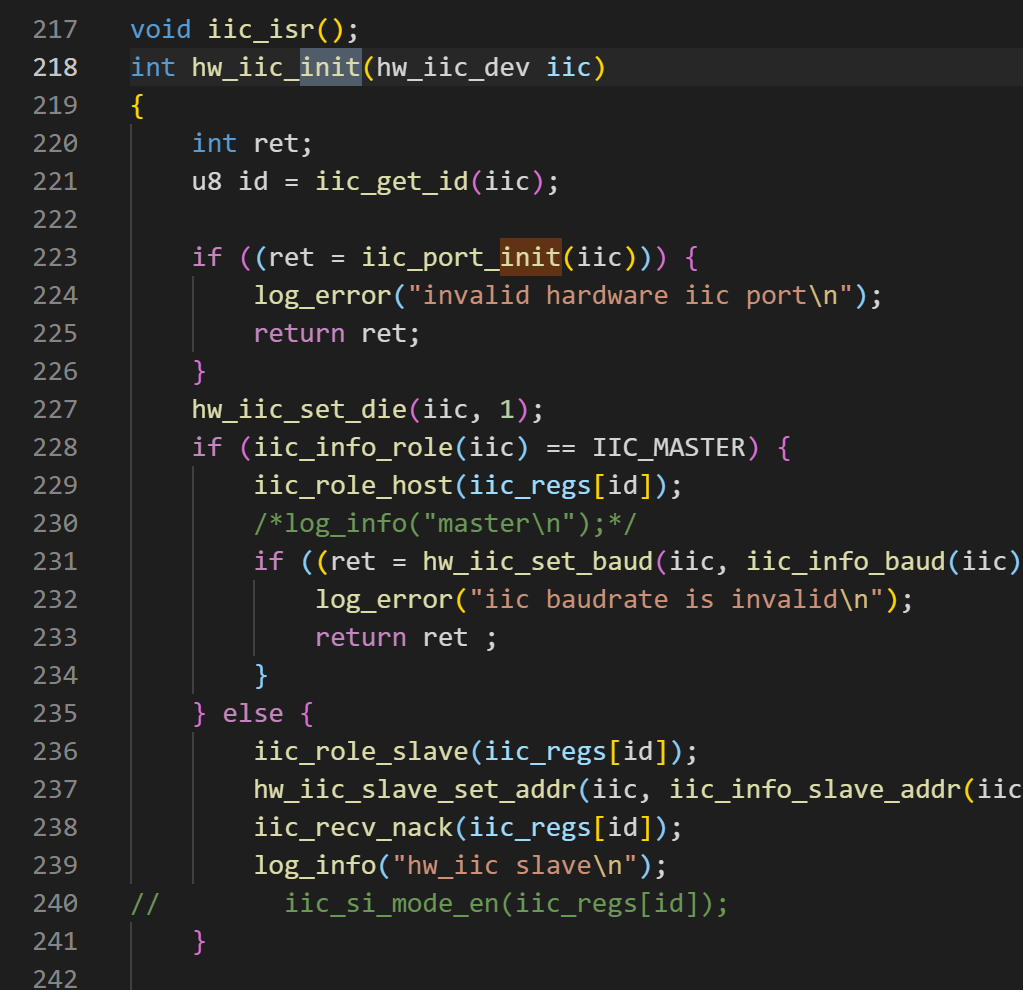 217 void iic_isr();
218 int hw_iic_init(hw_iic_dev iic)
219 {
220     int ret;
221     u8 id = iic_get_id(iic);
222
223     if ((ret = iic_port_init(iic))) {
224         log_error("invalid hardware iic port\n");
225         return ret;
226     }
227     hw_iic_set_die(iic, 1);
228     if (iic_info_role(iic) == IIC_MASTER) {
229         iic_role_host(iic_regs[id]);
230         /*log_info("master\n");*/
231         if ((ret = hw_iic_set_baud(iic, iic_info_baud(iic)
232             log_error("iic baudrate is invalid\n");
233             return ret ;
234         }
235     } else {
236         iic_role_slave(iic_regs[id]);
237         hw_iic_slave_set_addr(iic, iic_info_slave_addr(iic
238         iic_recv_nack(iic_regs[id]);
239         log_info("hw_iic slave\n");
240 //        iic_si_mode_en(iic_regs[id]);
241     }
242